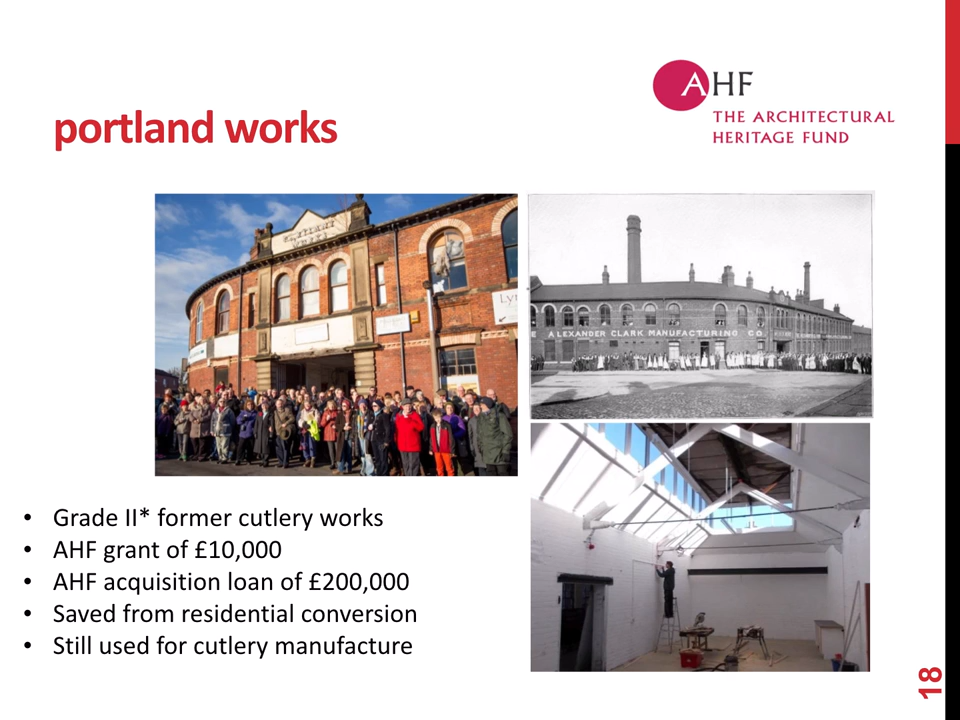 AHF
THE ARCHITECTURAL
HERITAGE FUND
portland works
WORKS
ALEXANDER CLARK MANUFACTURING CO
• Grade II* former cutlery works
• AHF grant of £10,000
• AHF acquisition loan of £200,000
• Saved from residential conversion
• Still used for cutlery manufacture
18